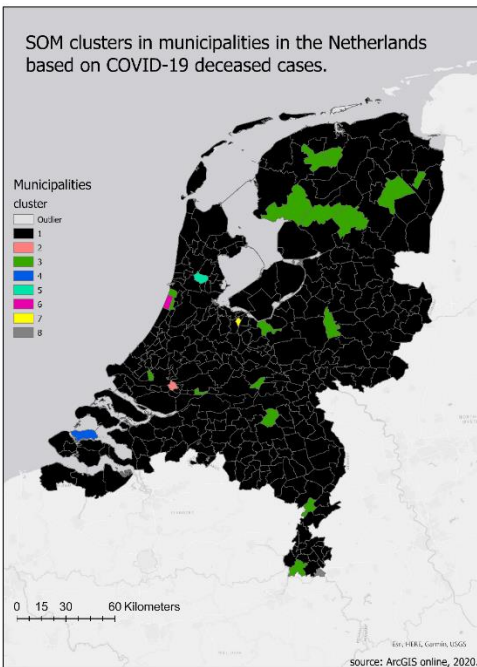 SOM clusters in municipalities in the Netherlands
based on COVID-19 deceased cases.
Municipalities
cluster
Outlier
1
2
3
4
5
6
7
8
0 15 30 60 Kilometers
Esri, HERE, Garmin, USGS
source: ArcGIS online, 2020.